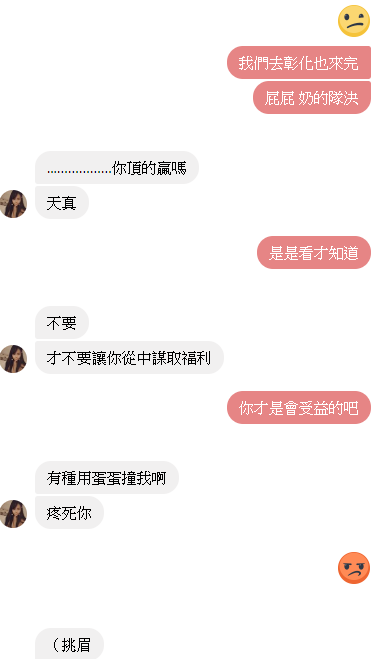 我們去彰化也來完
屁屁 奶的隊決
..................你頂的贏嗎
天真
是是看才知道
不要
才不要讓你從中謀取福利
你才是會受益的吧
有種用蛋蛋撞我啊
疼死你
（挑眉